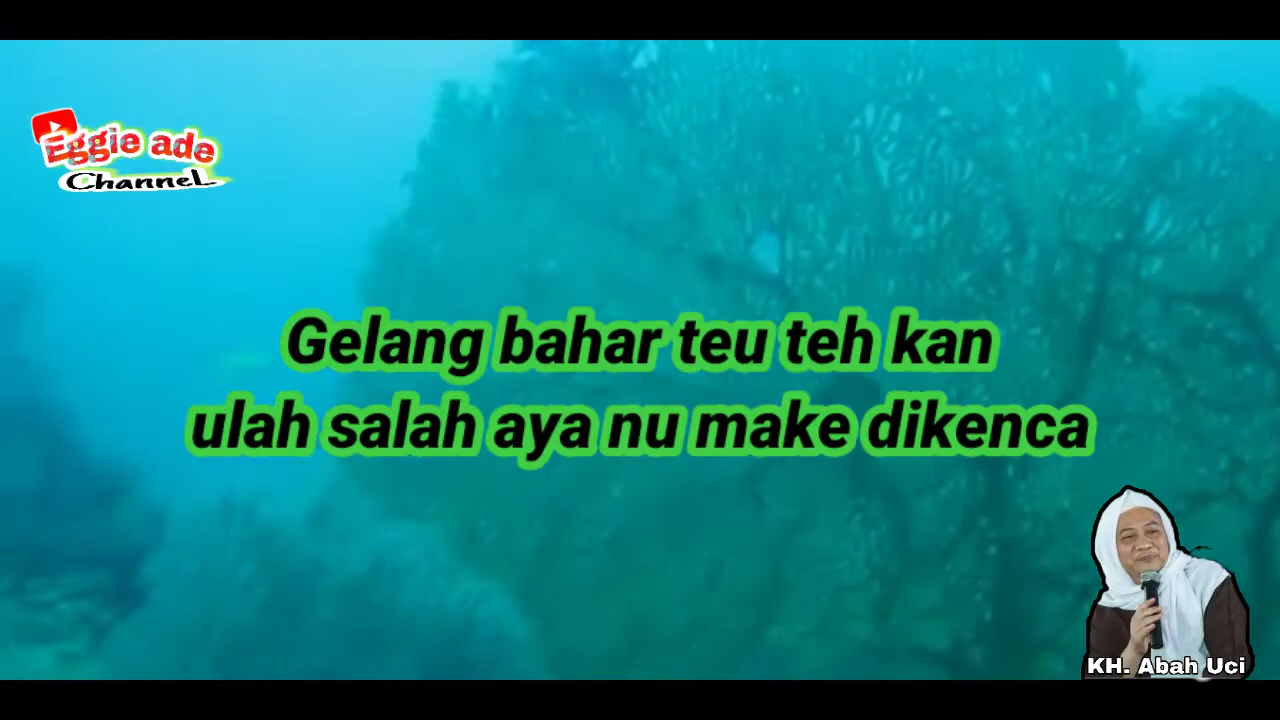 Eggie ade
Channel
Gelang bahar teu teh kan
ulah salah aya nu make dikenca
KH. Abah Uci